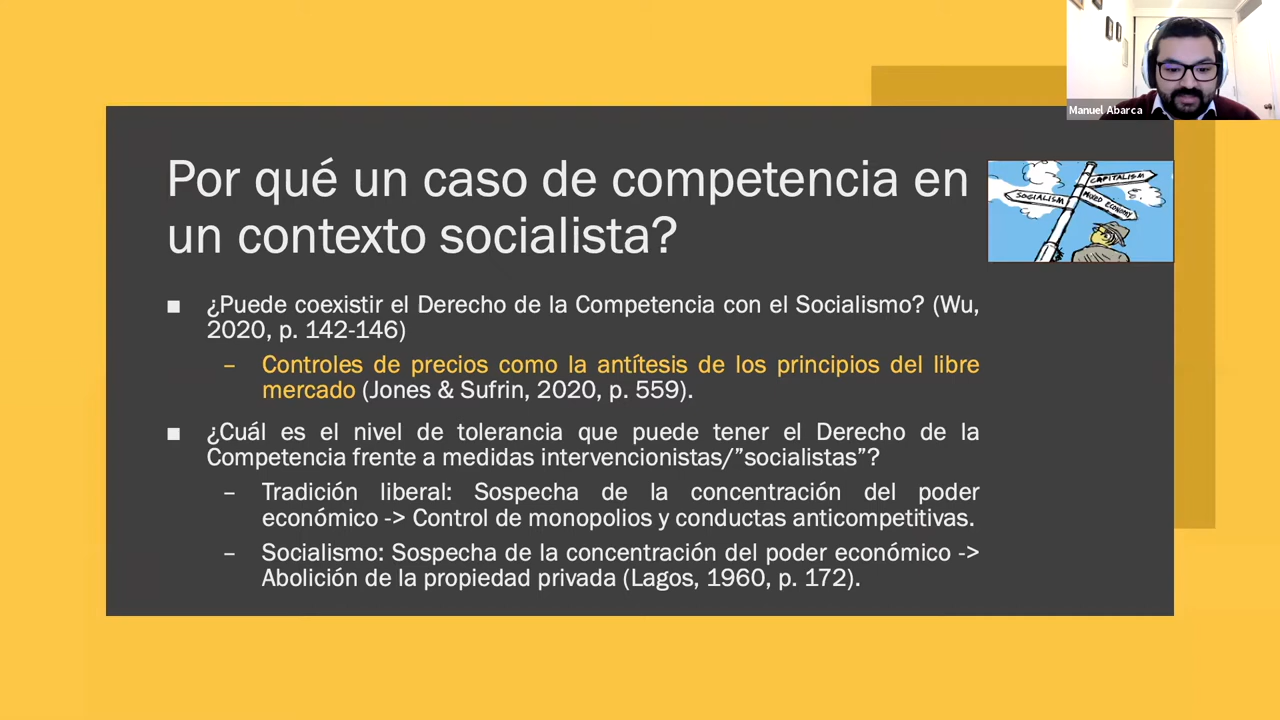 Manuel Abarca
Por qué un caso de competencia en
un contexto socialista?
CAPITALISM
SOCIALISM
MIXED ECONOMY
■ ¿Puede coexistir el Derecho de la Competencia con el Socialismo? (Wu,
2020, p. 142-146)
– Controles de precios como la antítesis de los principios del libre
mercado (Jones & Sufrin, 2020, p. 559).
■ ¿Cuál es el nivel de tolerancia que puede tener el Derecho de la
Competencia frente a medidas intervencionistas/”socialistas”?
– Tradición liberal: Sospecha de la concentración del poder
económico -> Control de monopolios y conductas anticompetitivas.
– Socialismo: Sospecha de la concentración del poder económico ->
Abolición de la propiedad privada (Lagos, 1960, p. 172).